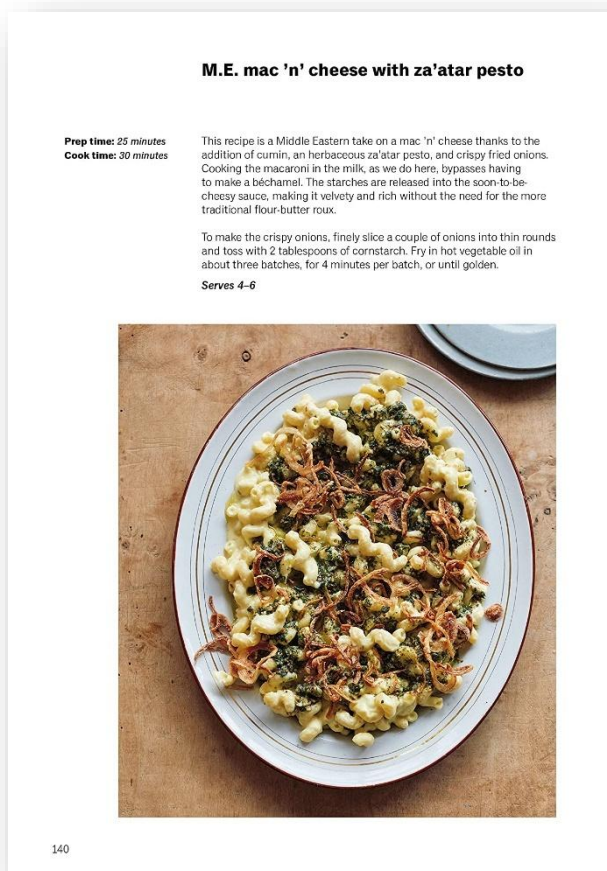 M.E. mac ’n’ cheese with za’atar pesto
Prep time: 25 minutes
Cook time: 30 minutes
This recipe is a Middle Eastern take on a mac ’n’ cheese thanks to the
addition of cumin, an herbaceous za’atar pesto, and crispy fried onions.
Cooking the macaroni in the milk, as we do here, bypasses having
to make a béchamel. The starches are released into the soon-to-be-
cheesy sauce, making it velvety and rich without the need for the more
traditional flour-butter roux.
To make the crispy onions, finely slice a couple of onions into thin rounds
and toss with 2 tablespoons of cornstarch. Fry in hot vegetable oil in
about three batches, for 4 minutes per batch, or until golden.
Serves 4–6
140